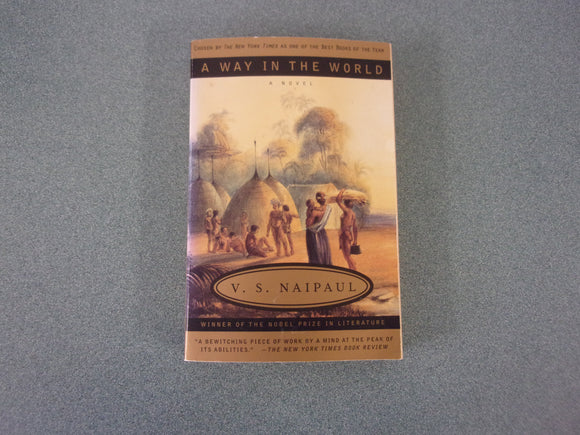 CHOSEN BY THE NEW YORK TIMES AS ONE OF THE BEST BOOKS OF THE YEAR
A WAY IN THE WORLD
A NOVEL
V. S. NAIPAUL
WINNER OF THE NOBEL PRIZE IN LITERATURE
"A BEWITCHING PIECE OF WORK BY A MIND AT THE PEAK OF
ITS ABILITIES." —THE NEW YORK TIMES BOOK REVIEW